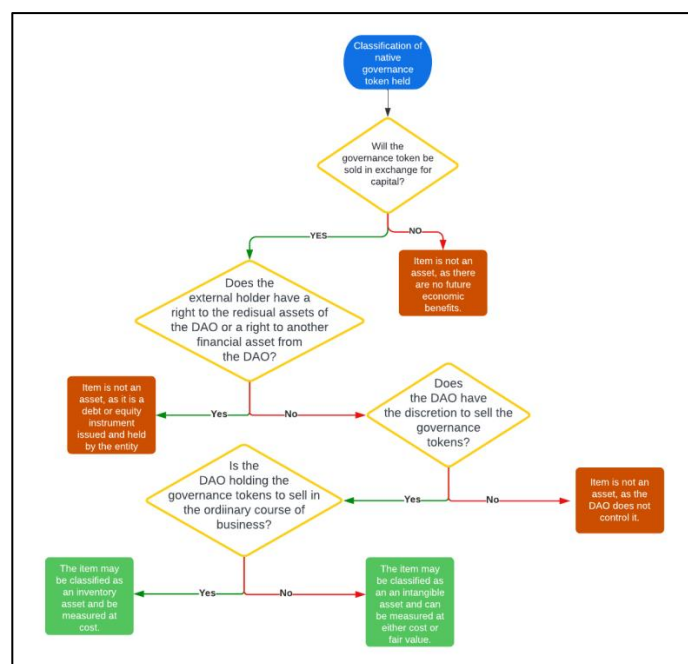 Classification of
native
governance
token held
Will the
governance token be
sold in exchange for
capital?
YES
NO
Item is not an
asset, as there
are no future
economic
benefits.
Does the
external holder have a
right to the redisual assets of
the DAO or a right to another
financial asset from
the DAO?
Yes
No
Item is not an
asset, as it is a
debt or equity
instrument
issued and held
by the entity
Does
the DAO have
the discretion to sell the
governance
tokens?
Yes
No
Item is not an
asset, as the
DAO does not
control it.
Is the
DAO holding the
governance tokens to sell in
the ordiinary course of
business?
Yes
No
The item may
be classified as
an inventory
asset and be
measured at
cost.
The item may
be classified as
an an intangible
asset and can
be measured at
either cost or
fair value.